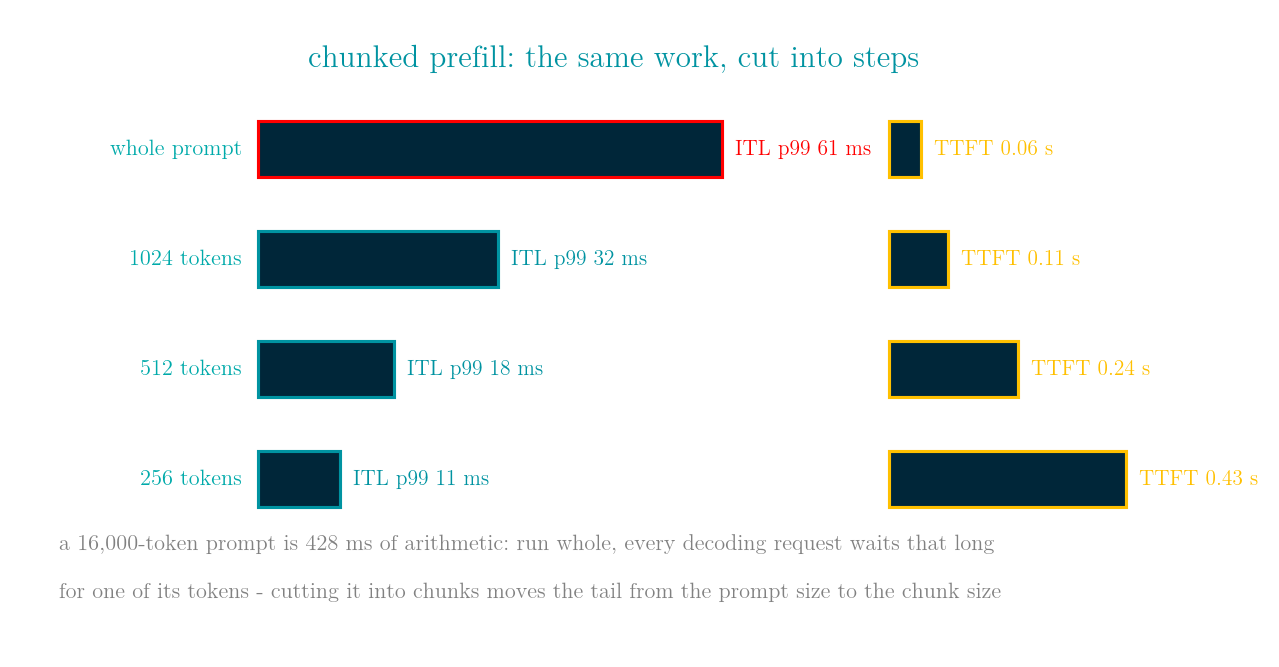 chunked prefill: the same work, cut into steps
whole prompt ITL p99 61 ms TTFT 0.06 s
1024 tokens ITL p99 32 ms TTFT 0.11 s
512 tokens ITL p99 18 ms TTFT 0.24 s
256 tokens ITL p99 11 ms TTFT 0.43 s
a 16,000-token prompt is 428 ms of arithmetic: run whole, every decoding request waits that long
for one of its tokens - cutting it into chunks moves the tail from the prompt size to the chunk size